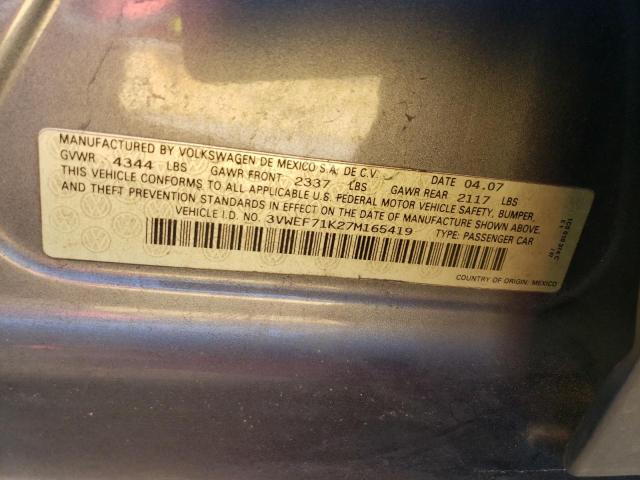 MANUFACTURED BY VOLKSWAGEN DE MEXICO S.A. DE C.V. DATE 04.07
GVWR 4344 LBS GAWR FRONT 2337 LBS GAWR REAR 2117 LBS
THIS VEHICLE CONFORMS TO ALL APPLICABLE U.S. FEDERAL MOTOR VEHICLE SAFETY, BUMPER,
AND THEFT PREVENTION STANDARDS IN EFFECT ON THE DATE OF MANUFACTURE SHOWN ABOVE.
VEHICLE I.D. NO. 3VWEF71K27M165419 TYPE: PASSENGER CAR
COUNTRY OF ORIGIN: MEXICO